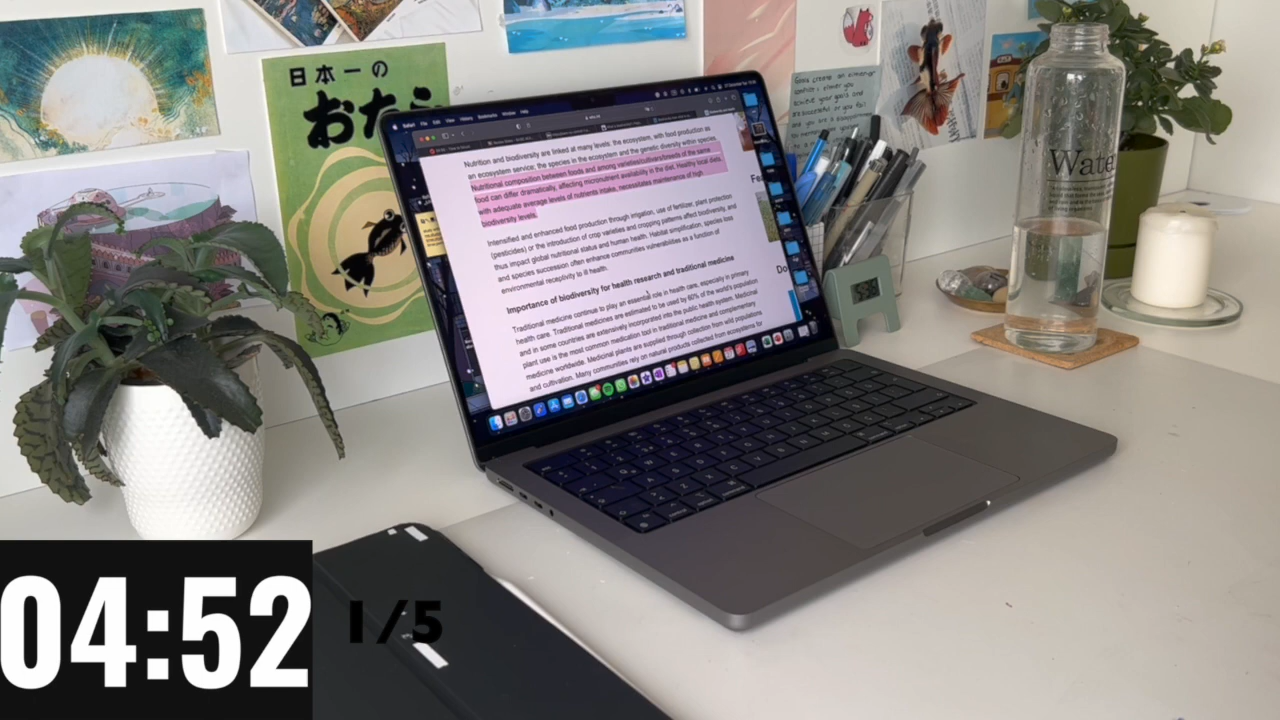 日本一の
おたら
Nutrition and biodiversity are linked at many levels: the ecosystem, with food production as
an ecosystem service; the species in the ecosystem and the genetic diversity within species.
Nutritional composition between foods and among varieties/cultivars/breeds of the same
food can differ dramatically, affecting micronutrient availability in the diet. Healthy local diets,
with adequate average levels of nutrients intake, necessitates maintenance of high
biodiversity levels.
Intensified and enhanced food production through irrigation, use of fertilizer, plant protection
(pesticides) or the introduction of crop varieties and cropping patterns affect biodiversity, and
thus impact global nutritional status and human health. Habitat simplification, species loss
and species succession often enhance communities vulnerabilities as a function of
environmental receptivity to ill health.
Importance of biodiversity for health research and traditional medicine
Traditional medicine continue to play an essential role in health care, especially in primary
health care. Traditional medicines are estimated to be used by 60% of the world's population
and in some countries are extensively incorporated into the public health system. Medicinal
plant use is the most common medication tool in traditional medicine and complementary
medicine worldwide. Medicinal plants are supplied through collection from wild populations
and cultivation. Many communities rely on natural products collected from ecosystems for
Fe
Do
Water
04:52
1/5